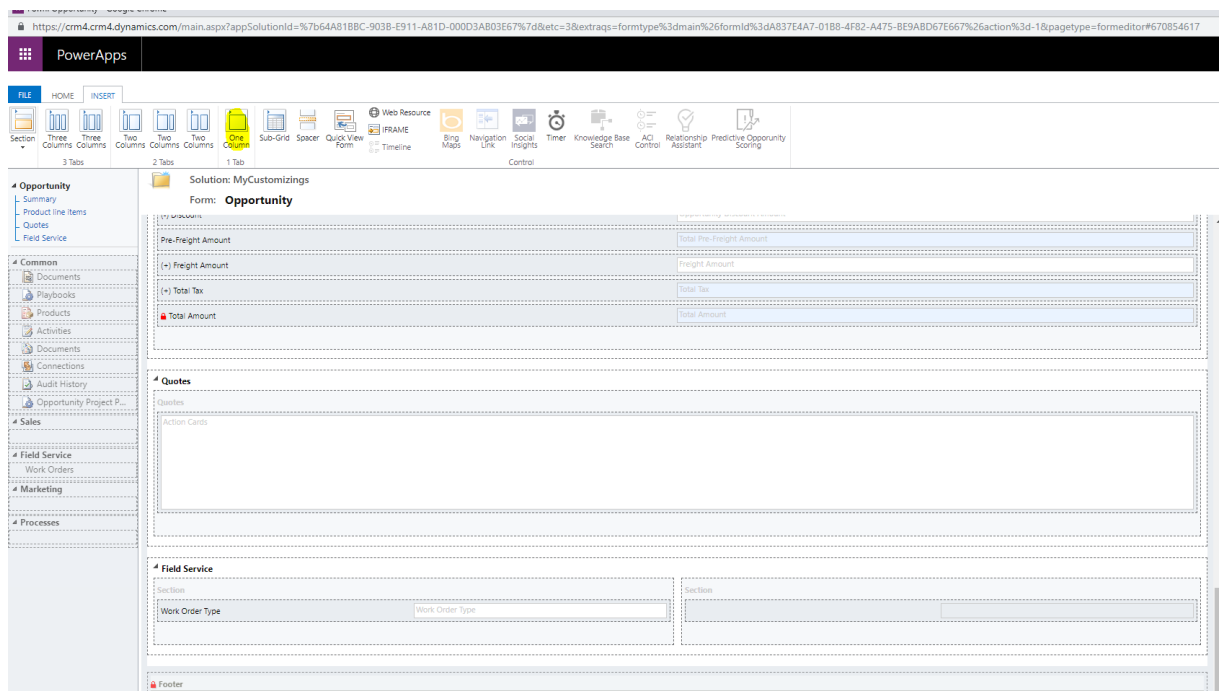 Form: Opportunity - Google Chrome
https://crm4.crm4.dynamics.com/main.aspx?appSolutionId=%7b64A81BBC-903B-E911-A81D-000D3AB03E67%7d&etc=3&extraqs=formtype%3dmain%26formId%3dA837E4A7-01B8-4F82-A475-BE9ABD67E667%26action%3d-1&pagetype=formeditor#670854617
PowerApps
FILE HOME INSERT
Section
Three Columns
Three Columns
Two Columns
Two Columns
Two Columns
One Column
Sub-Grid
Spacer
Quick View Form
Web Resource
IFRAME
Timeline
Bing Maps
Navigation Link
Social Insights
Timer
Knowledge Base Search
ACI Control
Relationship Assistant
Predictive Opporunity Scoring
3 Tabs
2 Tabs
1 Tab
Control
Opportunity
Summary
Product line items
Quotes
Field Service
Common
Documents
Playbooks
Products
Activities
Documents
Connections
Audit History
Opportunity Project P...
Sales
Field Service
Work Orders
Marketing
Processes
Solution: MyCustomizings
Form: Opportunity
(-) Discount
Pre-Freight Amount Total Pre-Freight Amount
(+) Freight Amount Freight Amount
(+) Total Tax Total Tax
Total Amount Total Amount
Quotes
Quotes
Action Cards
Field Service
Section Section
Work Order Type Work Order Type
Footer